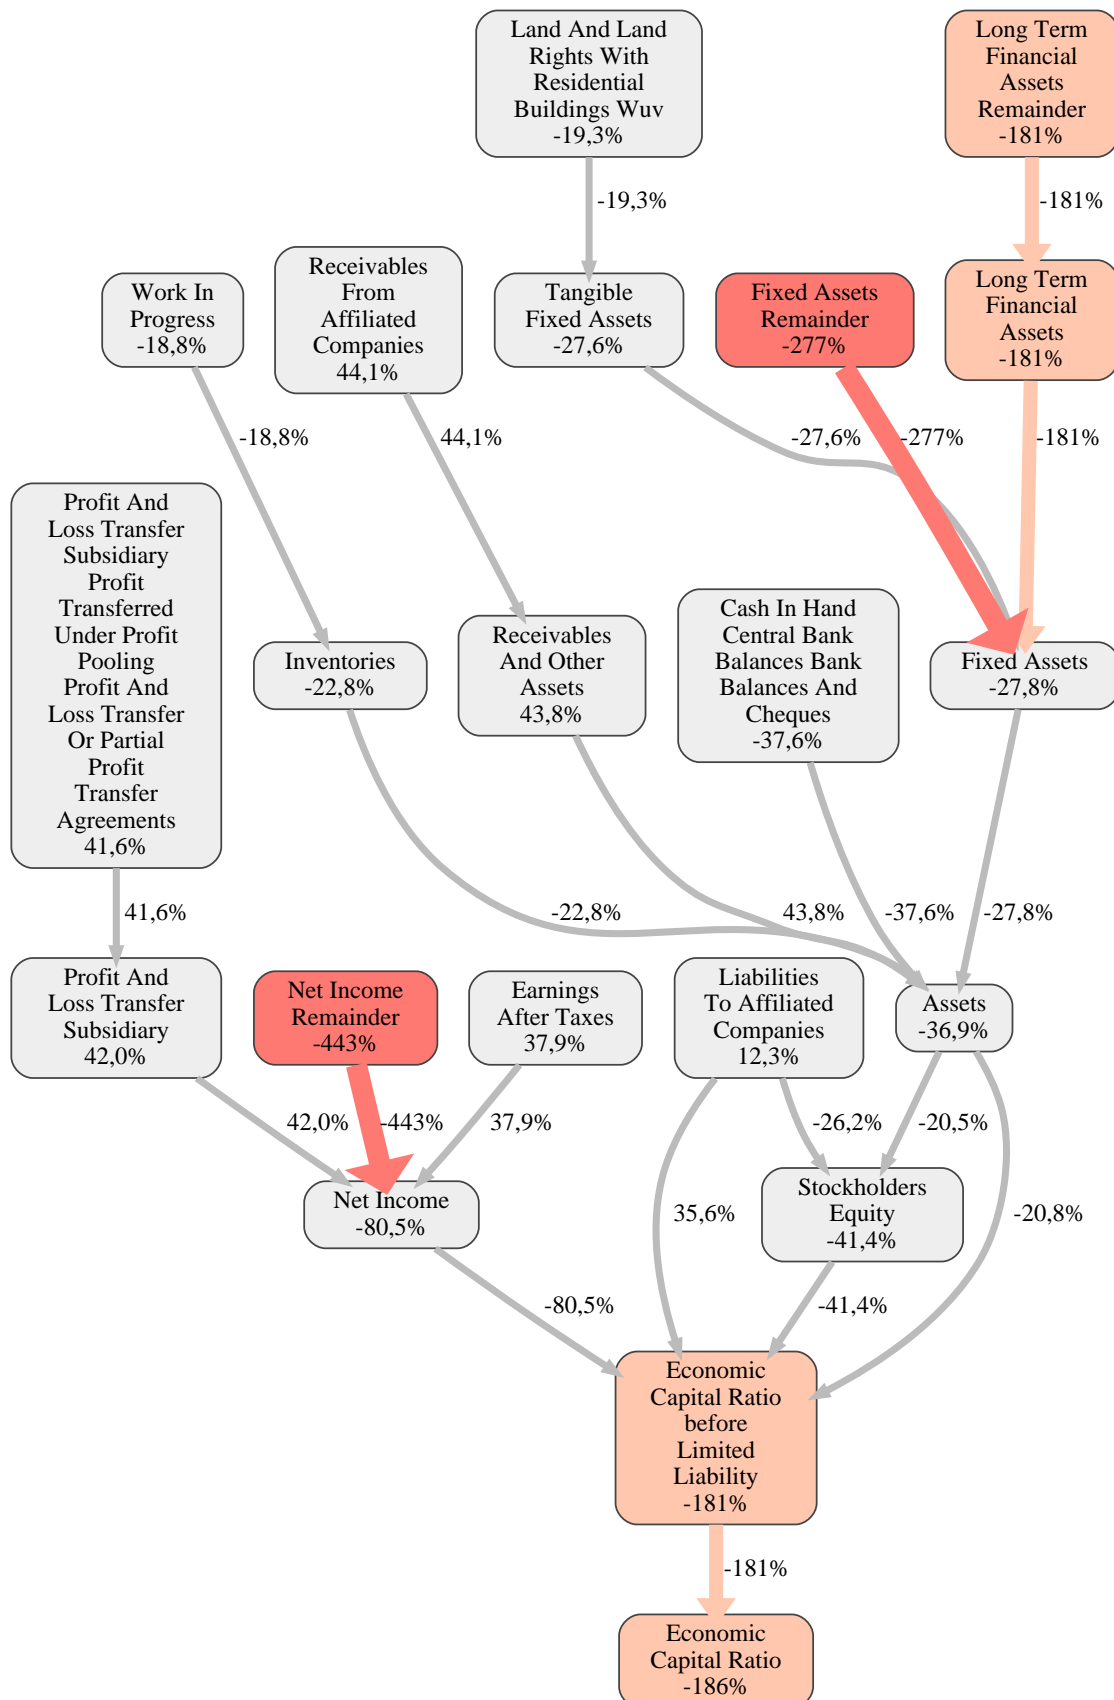 Land And Land
Rights With
Residential
Buildings Wuv
-19,3%
Long Term
Financial
Assets
Remainder
-181%
-19,3%
-181%
Work In
Progress
-18,8%
Receivables
From
Affiliated
Companies
44,1%
Tangible
Fixed Assets
-27,6%
Fixed Assets
Remainder
-277%
Long Term
Financial
Assets
-181%
-18,8%
44,1%
-27,6%
-277%
-181%
Profit And
Loss Transfer
Subsidiary
Profit
Transferred
Under Profit
Pooling
Profit And
Loss Transfer
Or Partial
Profit
Transfer
Agreements
41,6%
Inventories
-22,8%
Receivables
And Other
Assets
43,8%
Cash In Hand
Central Bank
Balances Bank
Balances And
Cheques
-37,6%
Fixed Assets
-27,8%
41,6%
-22,8%
43,8%
-37,6%
-27,8%
Profit And
Loss Transfer
Subsidiary
42,0%
Net Income
Remainder
-443%
Earnings
After Taxes
37,9%
Liabilities
To Affiliated
Companies
12,3%
Assets
-36,9%
42,0%
-443%
37,9%
-26,2%
-20,5%
Net Income
-80,5%
35,6%
Stockholders
Equity
-41,4%
-20,8%
-80,5%
-41,4%
Economic
Capital Ratio
before
Limited
Liability
-181%
-181%
Economic
Capital Ratio
-186%